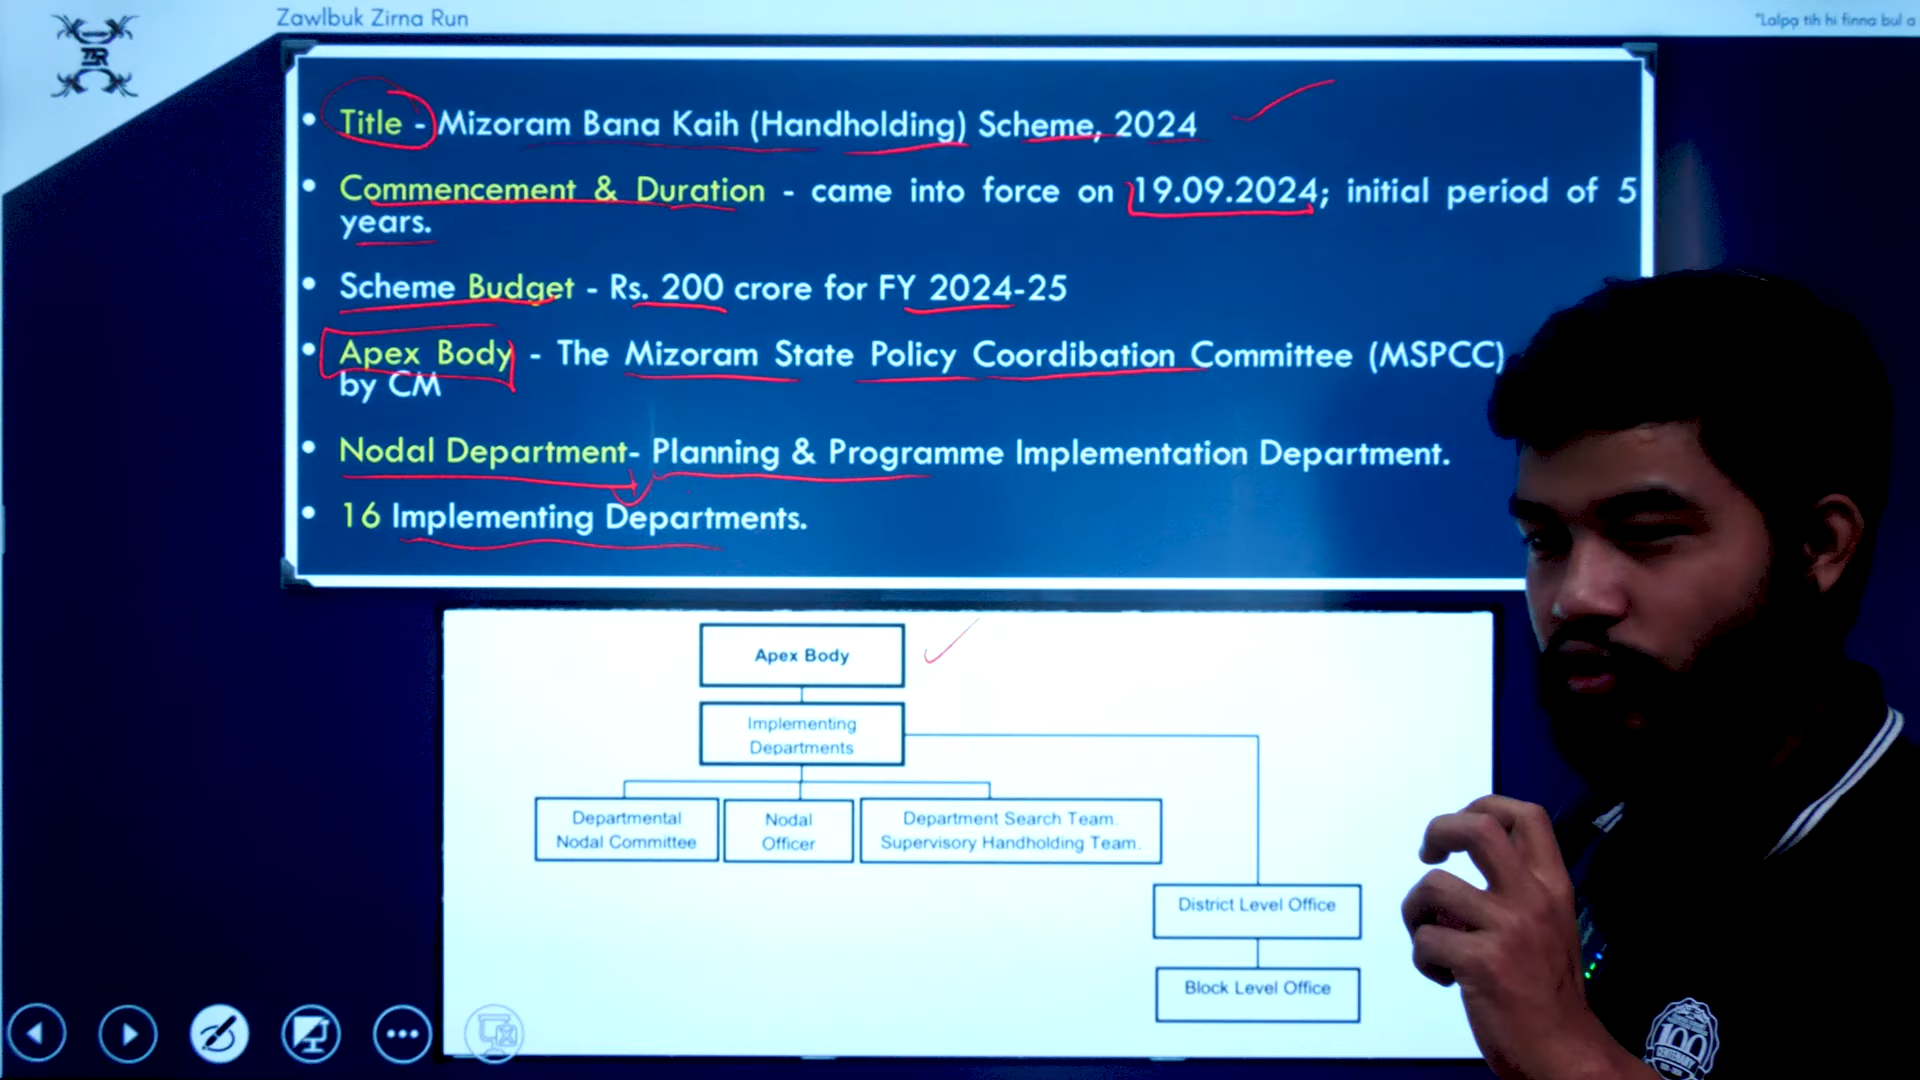 Zawlbuk Zirna Run
"Lalpa tih hi finna bul a
• Title - Mizoram Bana Kaih (Handholding) Scheme, 2024
• Commencement & Duration - came into force on 19.09.2024; initial period of 5
years.
• Scheme Budget - Rs. 200 crore for FY 2024-25
• Apex Body - The Mizoram State Policy Coordibation Committee (MSPCC)
by CM
• Nodal Department- Planning & Programme Implementation Department.
• 16 Implementing Departments.
Apex Body
Implementing
Departments
Departmental
Nodal Committee
Nodal
Officer
Department Search Team.
Supervisory Handholding Team.
District Level Office
Block Level Office
100
CENTENARY